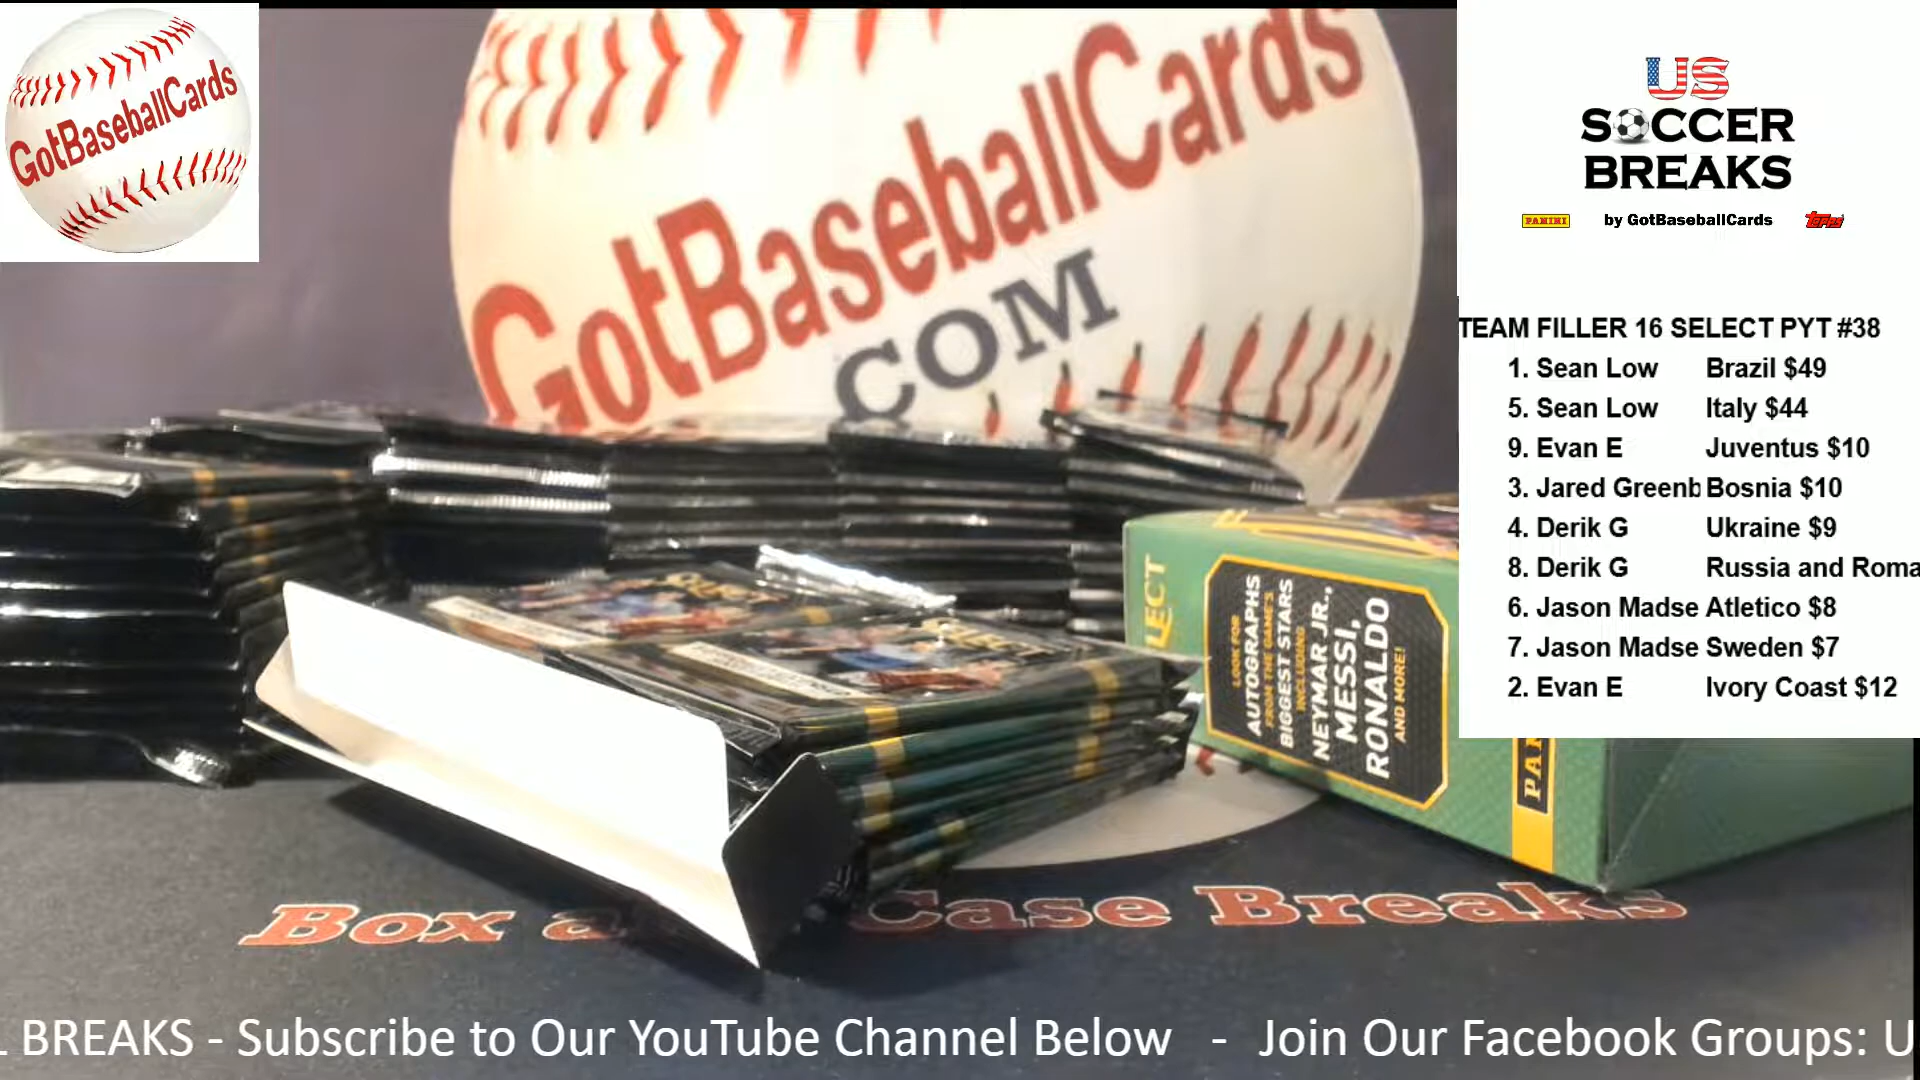 GotBaseballCards
GotBaseballCards
.COM
US
SOCCER
BREAKS
PANINI
by GotBaseballCards
topps
TEAM FILLER 16 SELECT PYT #38
1. Sean Low Brazil $49
5. Sean Low Italy $44
9. Evan E Juventus $10
3. Jared Greenb Bosnia $10
4. Derik G Ukraine $9
8. Derik G Russia and Roma
6. Jason Madse Atletico $8
7. Jason Madse Sweden $7
2. Evan E Ivory Coast $12
SELECT
SELECT
LECT
LOOK FOR
AUTOGRAPHS
FROM THE GAME'S
BIGGEST STARS
INCLUDING
NEYMAR JR.,
MESSI,
RONALDO
AND MORE!
PAN
Box a Case Breaks
L BREAKS - Subscribe to Our YouTube Channel Below - Join Our Facebook Groups: U